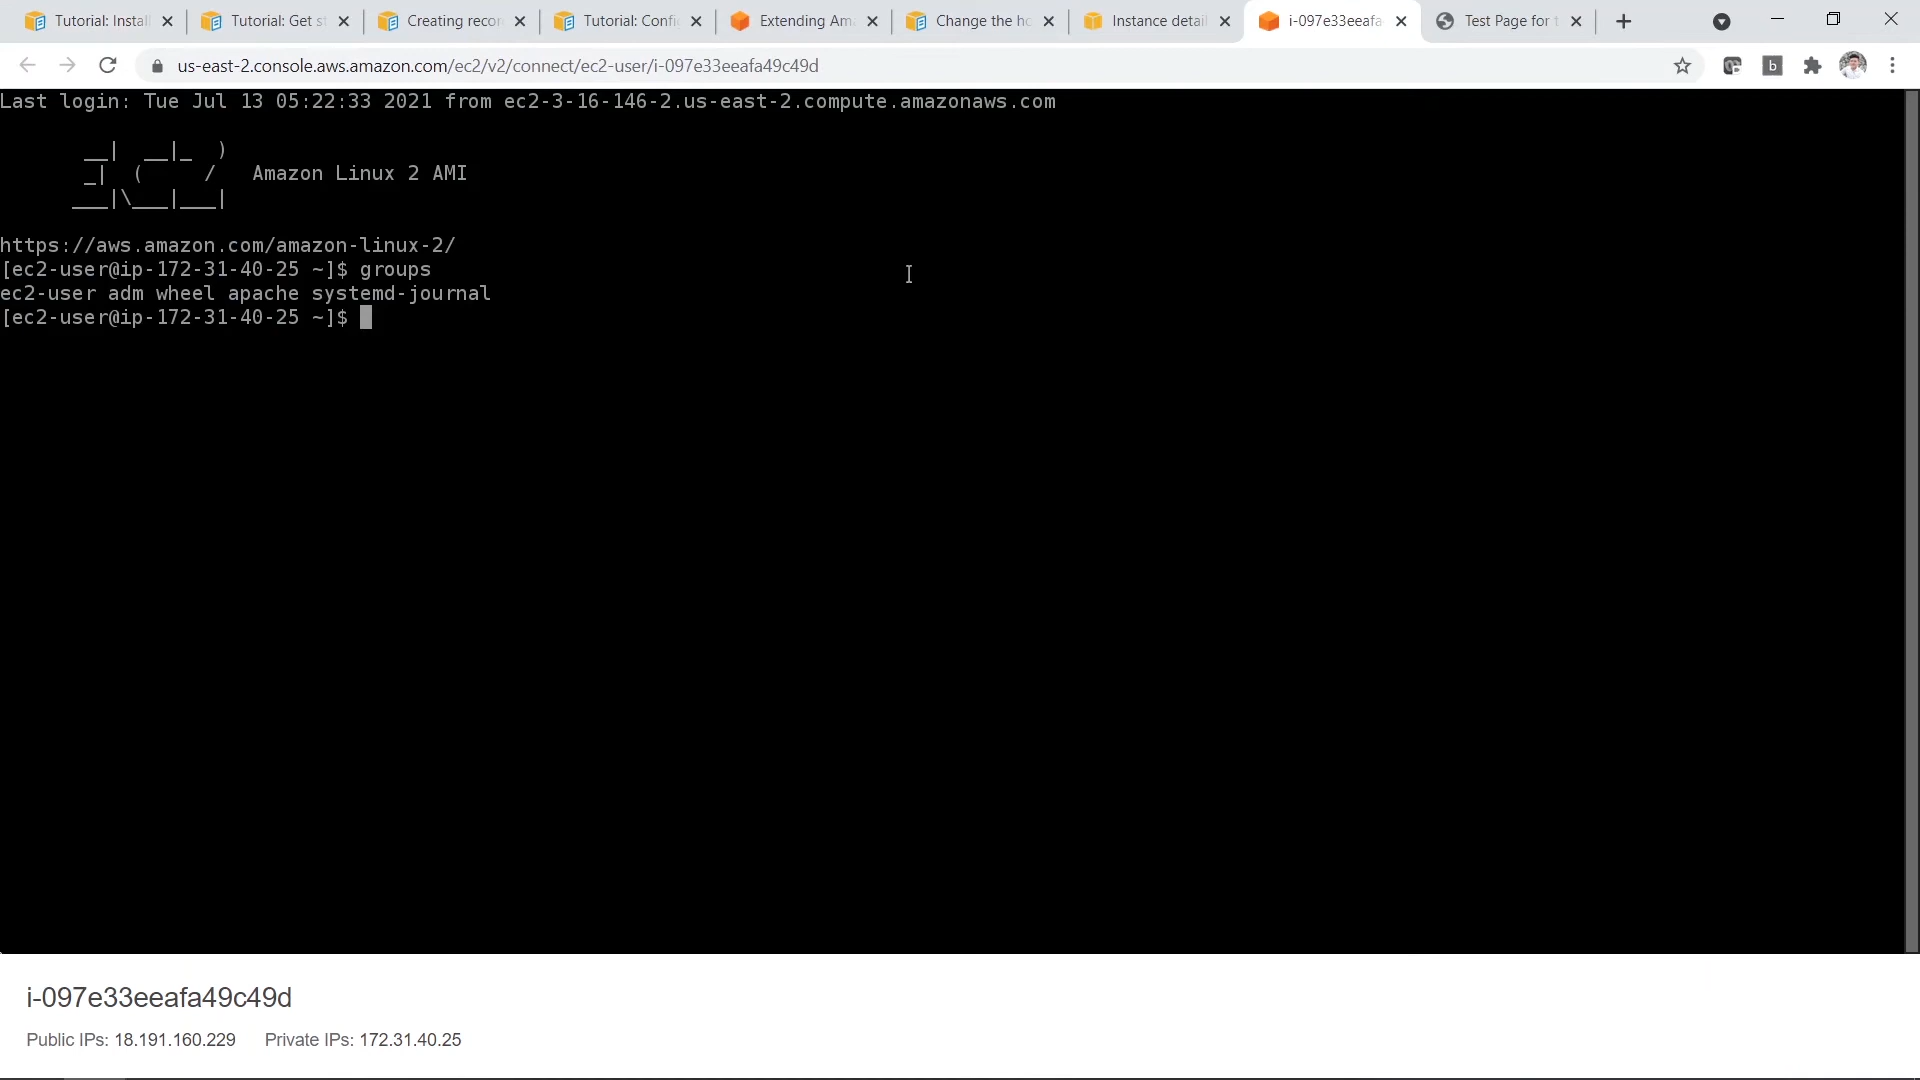 Tutorial: Install
Tutorial: Get st
Creating recor
Tutorial: Confi
Extending Ama
Change the ho
Instance detail
i-097e33eeafa
Test Page for t
us-east-2.console.aws.amazon.com/ec2/v2/connect/ec2-user/i-097e33eeafa49c49d
b
Last login: Tue Jul 13 05:22:33 2021 from ec2-3-16-146-2.us-east-2.compute.amazonaws.com
__|  __|_  )
_|  (     /   Amazon Linux 2 AMI
___|\___|___|
https://aws.amazon.com/amazon-linux-2/
[ec2-user@ip-172-31-40-25 ~]$ groups
ec2-user adm wheel apache systemd-journal
[ec2-user@ip-172-31-40-25 ~]$
i-097e33eeafa49c49d
Public IPs: 18.191.160.229 Private IPs: 172.31.40.25